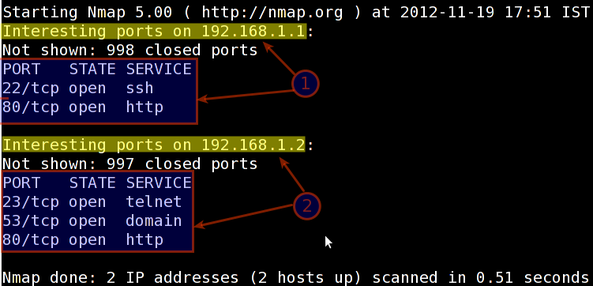 Starting Nmap 5.00 ( http://nmap.org ) at 2012-11-19 17:51 IST
Interesting ports on 192.168.1.1:
Not shown: 998 closed ports
PORT   STATE SERVICE
22/tcp open  ssh
80/tcp open  http
1
Interesting ports on 192.168.1.2:
Not shown: 997 closed ports
PORT   STATE SERVICE
23/tcp open  telnet
53/tcp open  domain
80/tcp open  http
2
Nmap done: 2 IP addresses (2 hosts up) scanned in 0.51 seconds